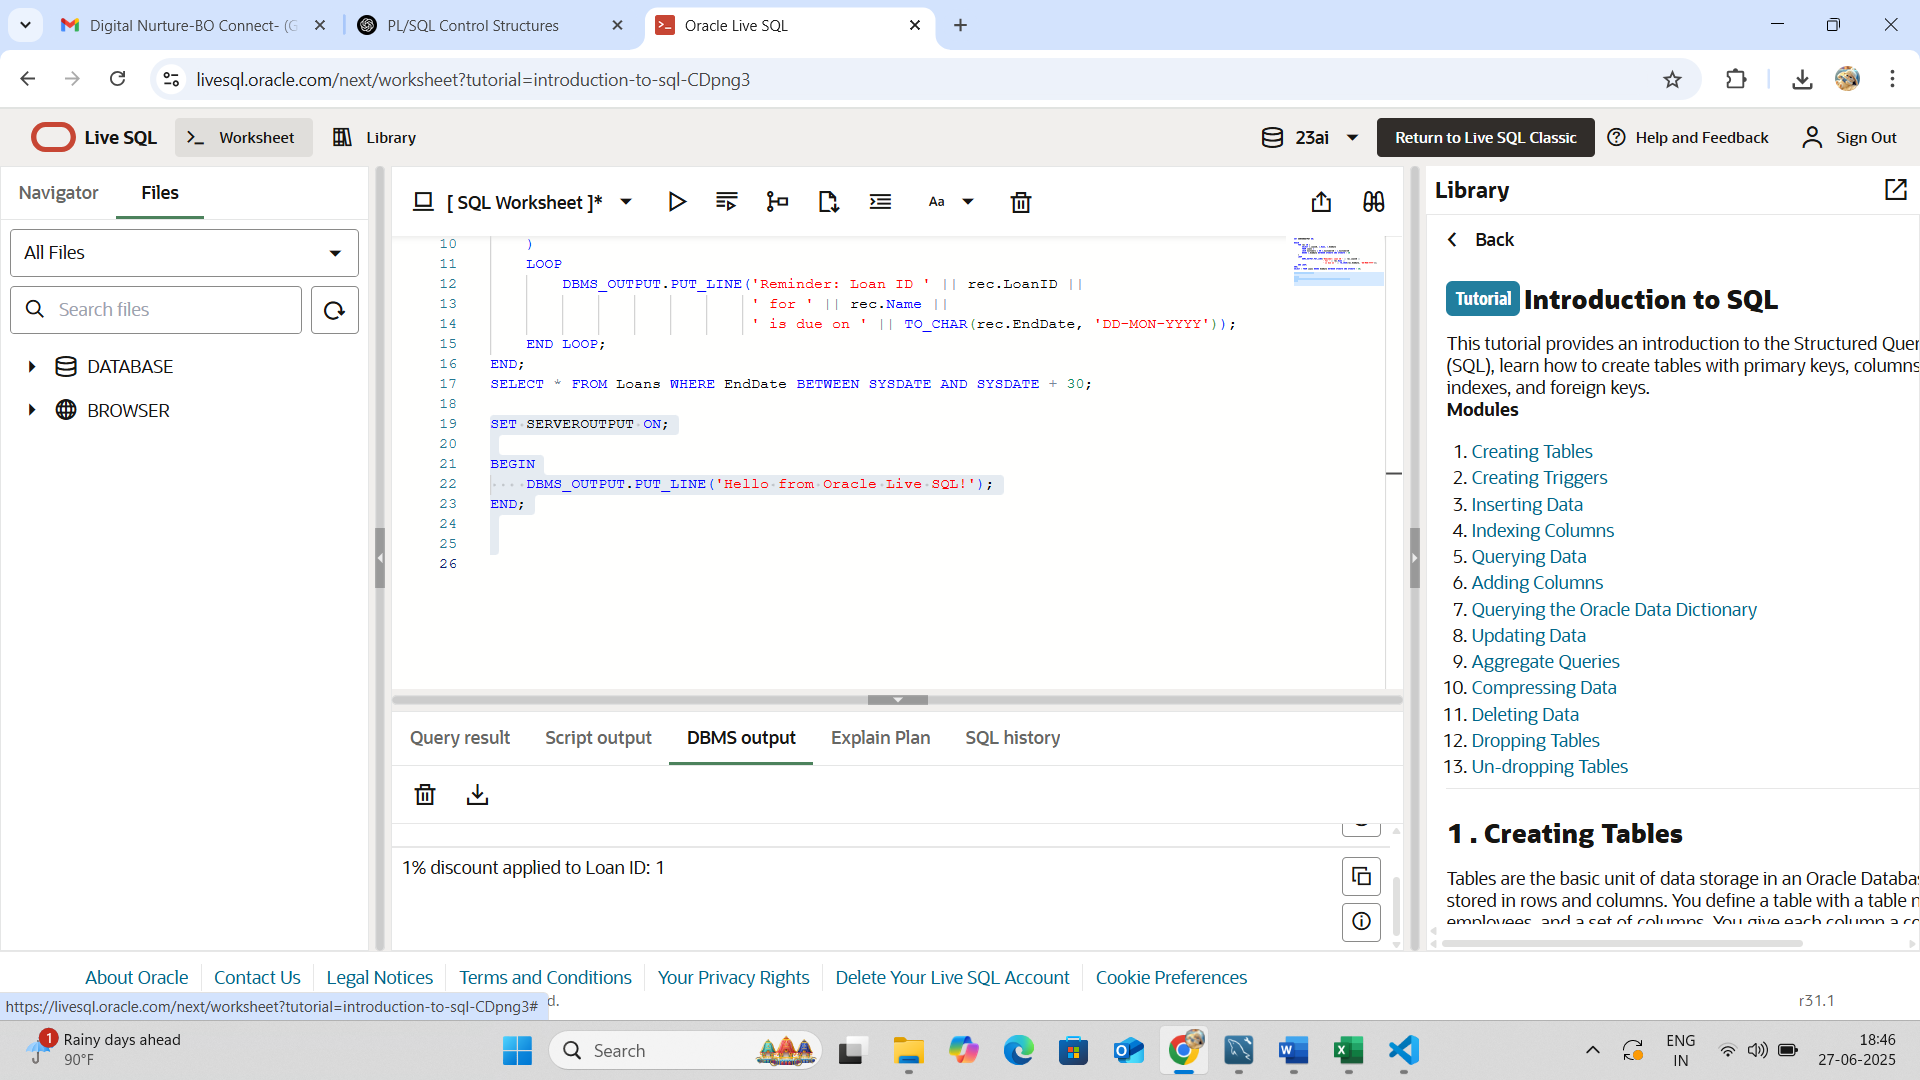 Digital Nurture-BO Connect- (G
PL/SQL Control Structures
Oracle Live SQL
livesql.oracle.com/next/worksheet?tutorial=introduction-to-sql-CDpng3
Live SQL
Worksheet
Library
23ai
Return to Live SQL Classic
Help and Feedback
Sign Out
Navigator
Files
All Files
Search files
DATABASE
BROWSER
[ SQL Worksheet ]*
Aa
10 )
11 LOOP
12 DBMS_OUTPUT.PUT_LINE('Reminder: Loan ID ' || rec.LoanID ||
13 ' for ' || rec.Name ||
14 ' is due on ' || TO_CHAR(rec.EndDate, 'DD-MON-YYYY'));
15 END LOOP;
16 END;
17 SELECT * FROM Loans WHERE EndDate BETWEEN SYSDATE AND SYSDATE + 30;
18
19 SET SERVEROUTPUT ON;
20
21 BEGIN
22 DBMS_OUTPUT.PUT_LINE('Hello from Oracle Live SQL!');
23 END;
24
25
26
Query result
Script output
DBMS output
Explain Plan
SQL history
1% discount applied to Loan ID: 1
Library
Back
Tutorial Introduction to SQL
This tutorial provides an introduction to the Structured Quer
(SQL), learn how to create tables with primary keys, columns
indexes, and foreign keys.
Modules
1. Creating Tables
2. Creating Triggers
3. Inserting Data
4. Indexing Columns
5. Querying Data
6. Adding Columns
7. Querying the Oracle Data Dictionary
8. Updating Data
9. Aggregate Queries
10. Compressing Data
11. Deleting Data
12. Dropping Tables
13. Un-dropping Tables
1 . Creating Tables
Tables are the basic unit of data storage in an Oracle Databas
stored in rows and columns. You define a table with a table n
employees, and a set of columns. You give each column a co
About Oracle
Contact Us
Legal Notices
Terms and Conditions
Your Privacy Rights
Delete Your Live SQL Account
Cookie Preferences
https://livesql.oracle.com/next/worksheet?tutorial=introduction-to-sql-CDpng3#
d.
r31.1
1
Rainy days ahead
90°F
Search
ENG
IN
18:46
27-06-2025